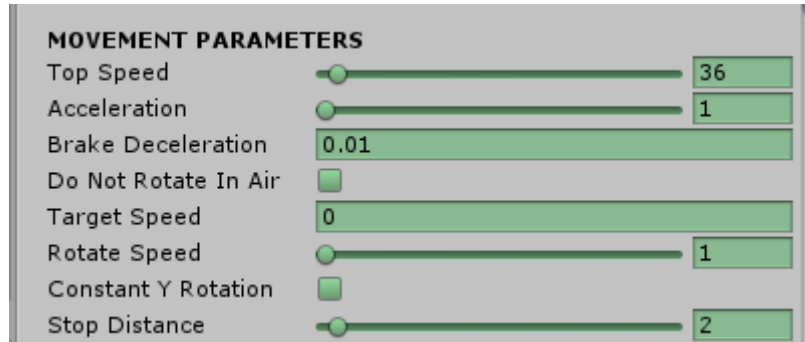 MOVEMENT PARAMETERS
Top Speed 36
Acceleration 1
Brake Deceleration 0.01
Do Not Rotate In Air
Target Speed 0
Rotate Speed 1
Constant Y Rotation
Stop Distance 2